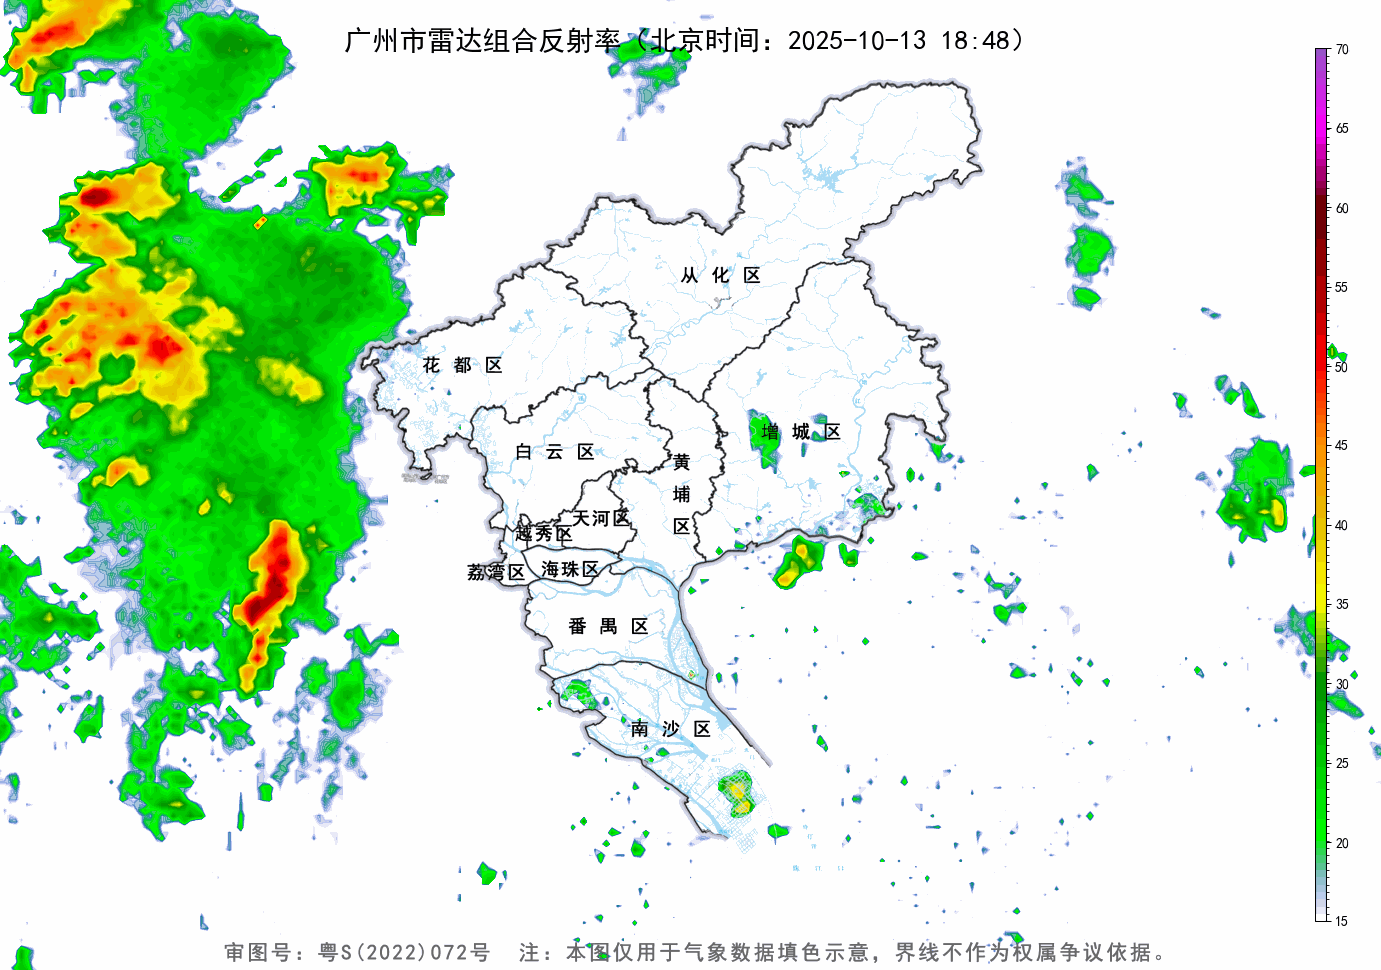 广州市雷达组合反射率（北京时间：2025-10-13 18:48）
70
65
60
55
50
45
40
35
30
25
20
15
从化区
花都区
增城区
白云区
黄埔区
天河区
越秀区
荔湾区
海珠区
番禺区
南沙区
审图号：粤S(2022)072号 注：本图仅用于气象数据填色示意，界线不作为权属争议依据。